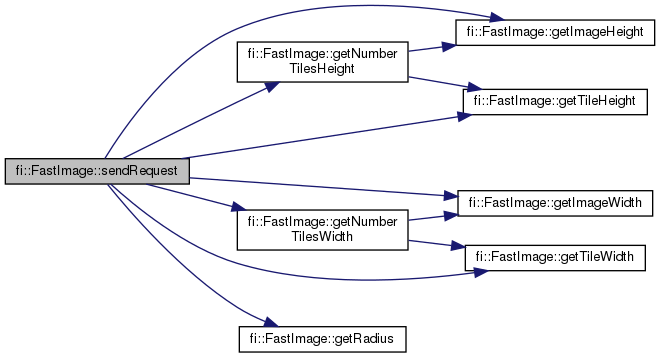 fi::FastImage::getImageHeight
fi::FastImage::getNumber
TilesHeight
fi::FastImage::getTileHeight
fi::FastImage::sendRequest
fi::FastImage::getImageWidth
fi::FastImage::getNumber
TilesWidth
fi::FastImage::getTileWidth
fi::FastImage::getRadius